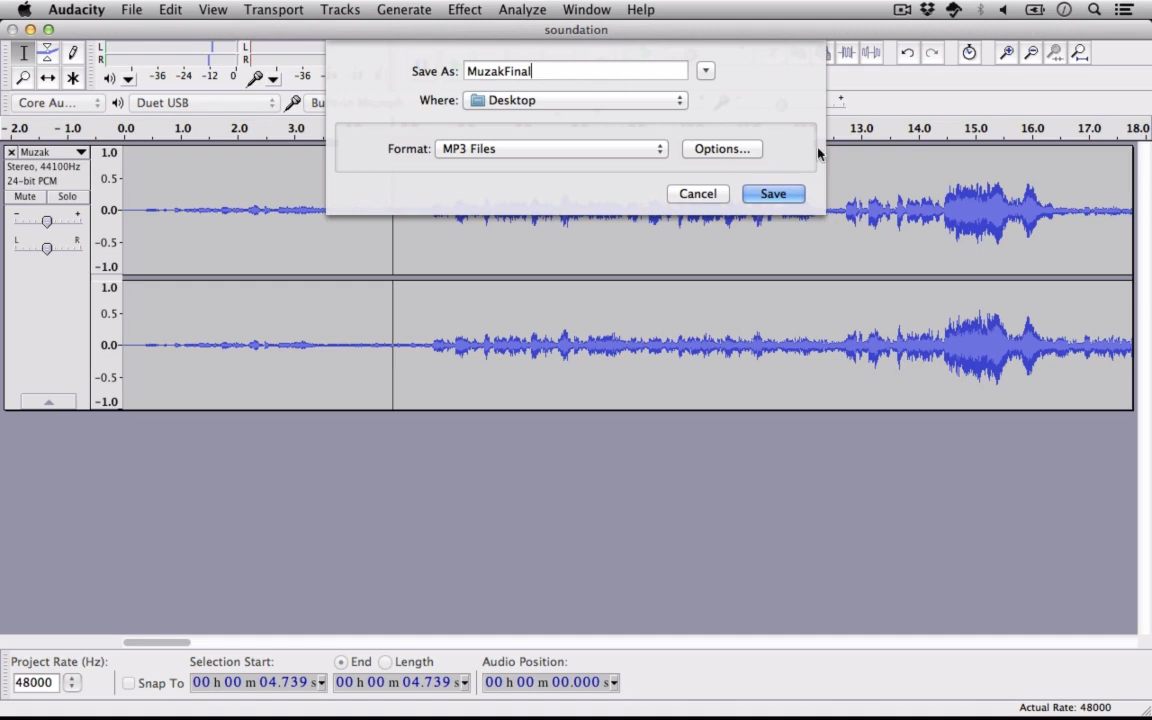 Audacity File Edit View Transport Tracks Generate Effect Analyze Window Help
soundation
L R
-36 -24 -12 0 -36
Save As: MuzakFinal
Where: Desktop
Core Au... Duet USB
- 2.0 - 1.0 0.0 1.0 2.0 3.0 13.0 14.0 15.0 16.0 17.0 18.0
Format: MP3 Files Options...
Cancel Save
Muzak
Stereo, 44100Hz
24-bit PCM
Mute Solo
- +
L R
1.0
0.5-
0.0-
-0.5-
-1.0
1.0
0.5-
0.0-
-0.5-
-1.0
Project Rate (Hz): Selection Start: End Length Audio Position:
48000 Snap To 00 h 00 m 04.739 s 00 h 00 m 04.739 s 00 h 00 m 00.000 s
Actual Rate: 48000